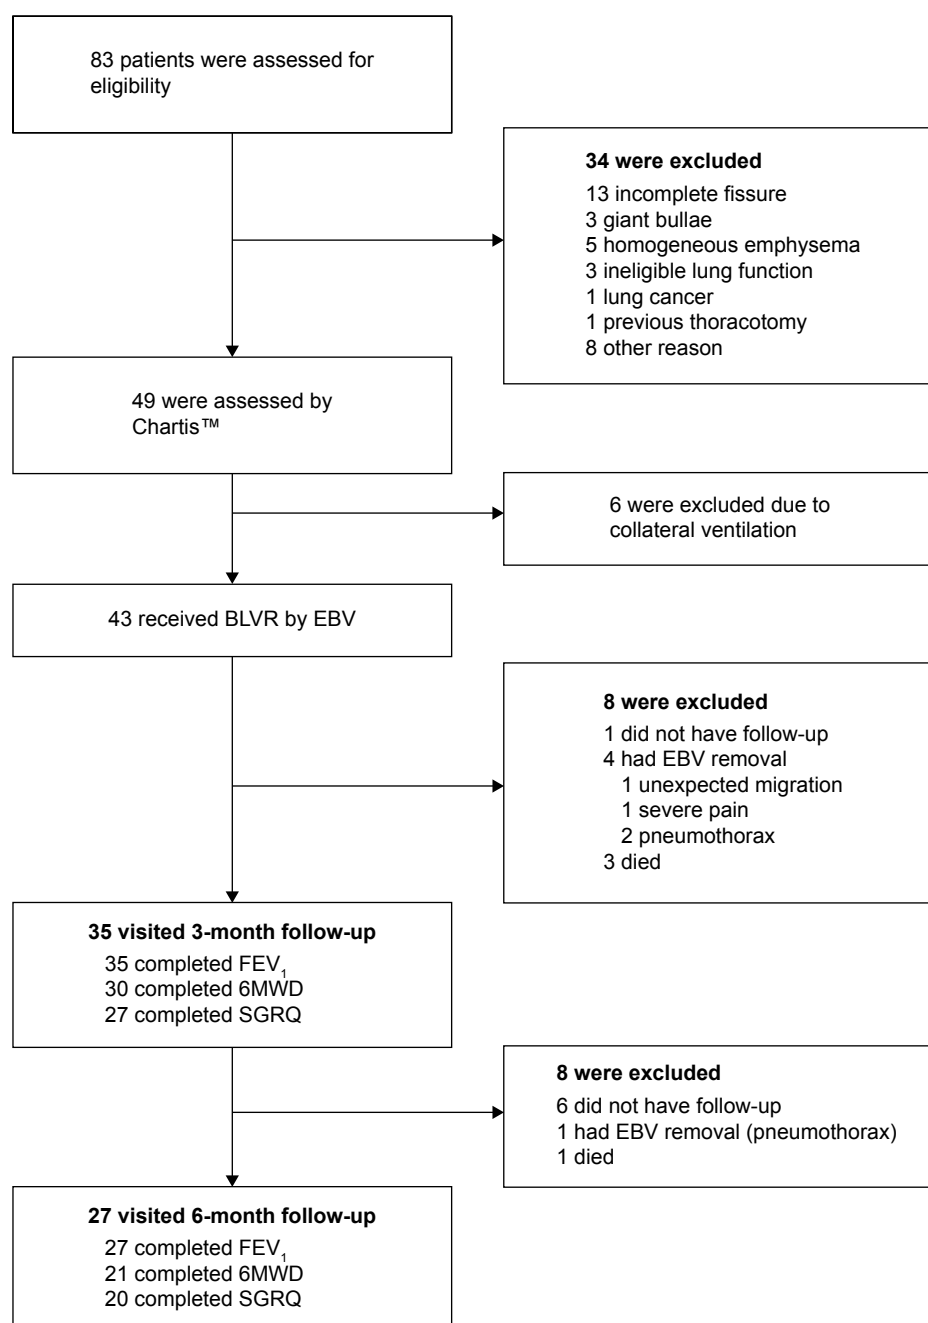 83 patients were assessed for
eligibility
34 were excluded
13 incomplete fissure
3 giant bullae
5 homogeneous emphysema
3 ineligible lung function
1 lung cancer
1 previous thoracotomy
8 other reason
49 were assessed by
Chartis™
6 were excluded due to
collateral ventilation
43 received BLVR by EBV
8 were excluded
1 did not have follow-up
4 had EBV removal
1 unexpected migration
1 severe pain
2 pneumothorax
3 died
35 visited 3-month follow-up
35 completed FEV₁
30 completed 6MWD
27 completed SGRQ
8 were excluded
6 did not have follow-up
1 had EBV removal (pneumothorax)
1 died
27 visited 6-month follow-up
27 completed FEV₁
21 completed 6MWD
20 completed SGRQ